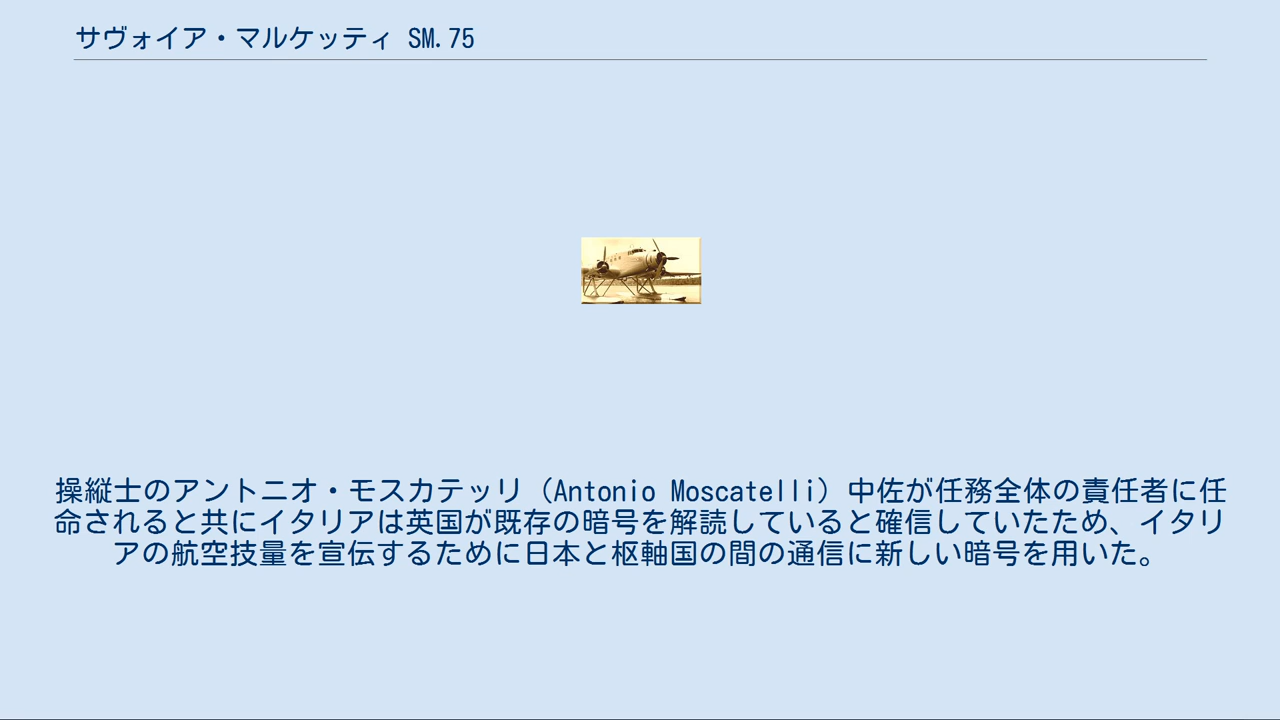 サヴォイア・マルケッティ SM.75
操縦士のアントニオ・モスカテッリ（Antonio Moscatelli）中佐が任務全体の責任者に任
命されると共にイタリアは英国が既存の暗号を解読していると確信していたため、イタリ
アの航空技量を宣伝するために日本と枢軸国の間の通信に新しい暗号を用いた。